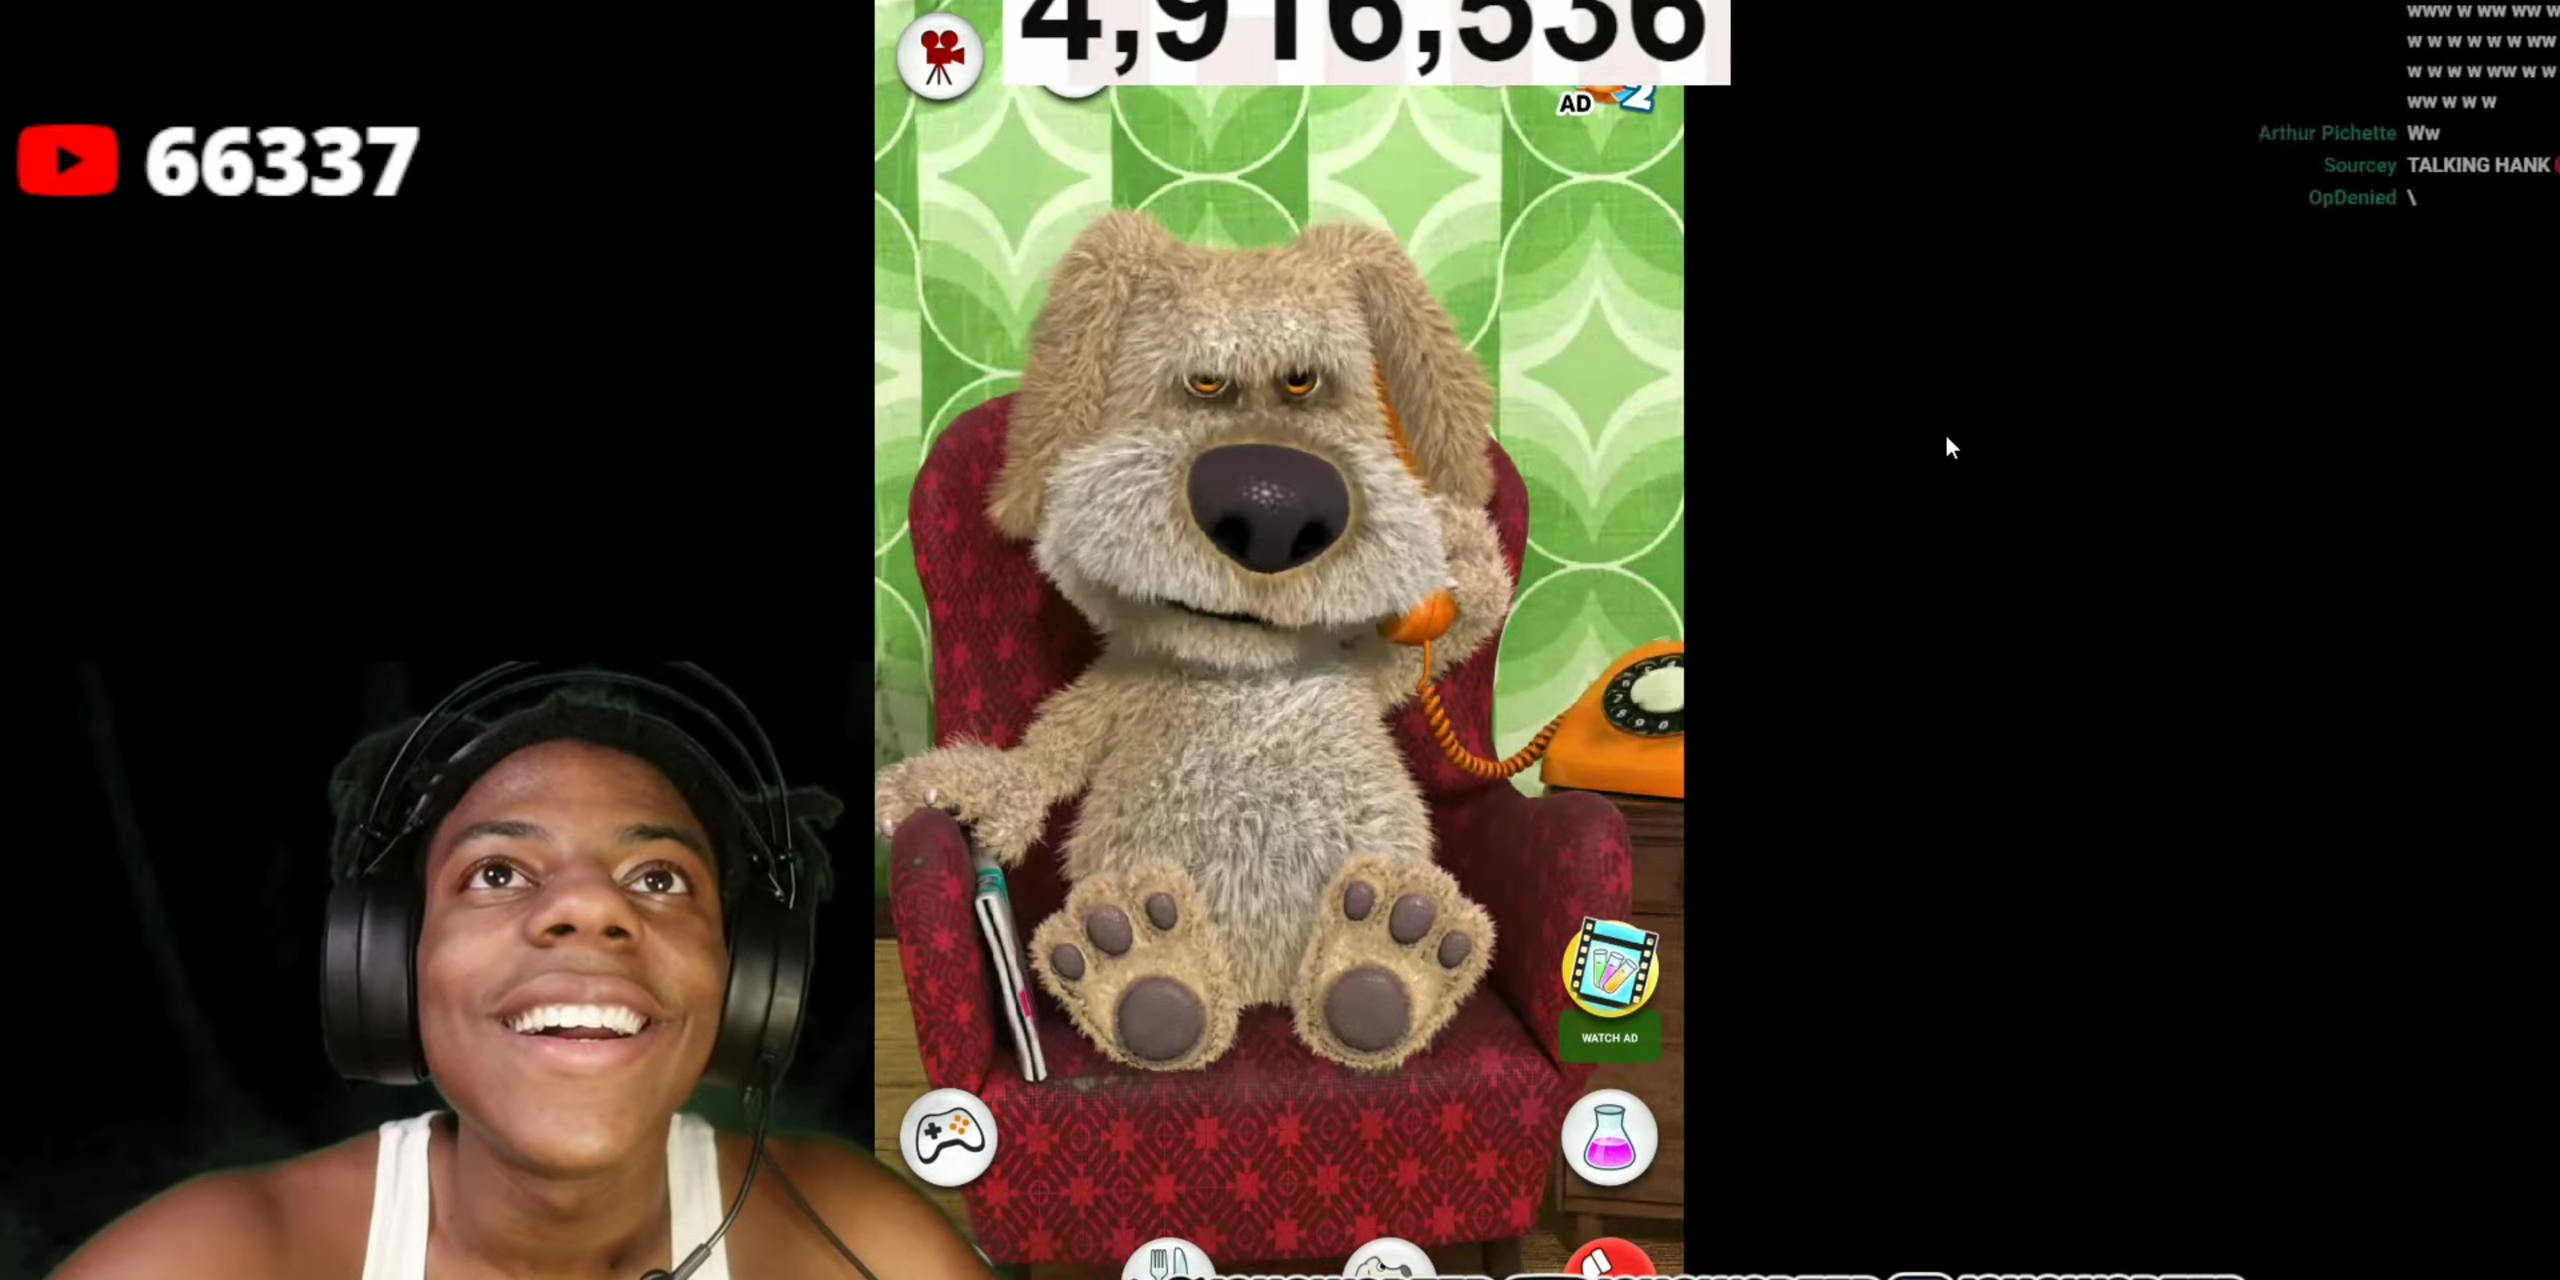 4,916,536
66337
AD
2
www w ww ww w
w w w w w w ww
w w w w ww w w
ww w w w
Arthur Pichette Ww
Sourcey TALKING HANK
OpDenied \
WATCH AD